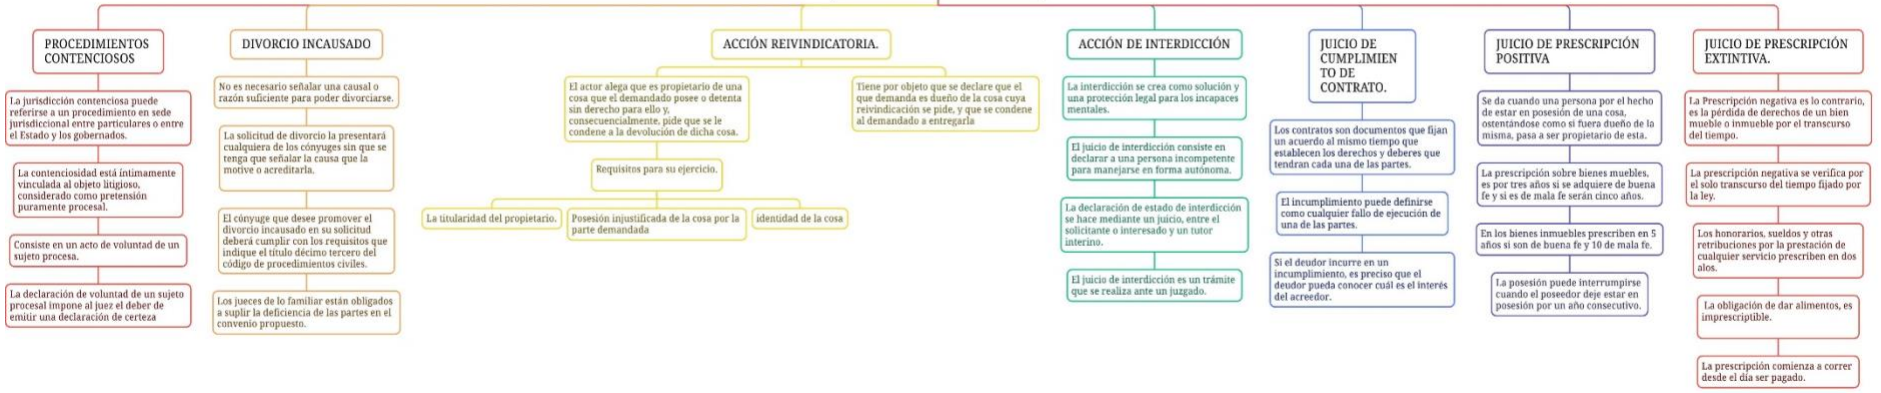 PROCEDIMIENTOS
CONTENCIOSOS
La jurisdicción contenciosa puede
referirse a un procedimiento en sede
jurisdiccional entre particulares o entre
el Estado y los gobernados.
La contenciosidad está íntimamente
vinculada al objeto litigioso,
considerado como pretensión
puramente procesal.
Consiste en un acto de voluntad de un
sujeto procesa.
La declaración de voluntad de un sujeto
procesal impone al juez el deber de
emitir una declaración de certeza
DIVORCIO INCAUSADO
No es necesario señalar una causal o
razón suficiente para poder divorciarse.
La solicitud de divorcio la presentará
cualquiera de los cónyuges sin que se
tenga que señalar la causa que la
motive o acreditarla.
El cónyuge que desee promover el
divorcio incausado en su solicitud
deberá cumplir con los requisitos que
indique el título décimo tercero del
código de procedimientos civiles.
Los jueces de lo familiar están obligados
a suplir la deficiencia de las partes en el
convenio propuesto.
ACCIÓN REIVINDICATORIA.
El actor alega que es propietario de una
cosa que el demandado posee o detenta
sin derecho para ello y,
consecuencialmente, pide que se le
condene a la devolución de dicha cosa.
Requisitos para su ejercicio.
La titularidad del propietario.
Posesión injustificada de la cosa por la
parte demandada
identidad de la cosa
Tiene por objeto que se declare que el
que demanda es dueño de la cosa cuya
reivindicación se pide, y que se condene
al demandado a entregarla
ACCIÓN DE INTERDICCIÓN
La interdicción se crea como solución y
una protección legal para los incapaces
mentales.
El juicio de interdicción consiste en
declarar a una persona incompetente
para manejarse en forma autónoma.
La declaración de estado de interdicción
se hace mediante un juicio, entre el
solicitante o interesado y un tutor
interino.
El juicio de interdicción es un trámite
que se realiza ante un juzgado.
JUICIO DE
CUMPLIMIEN
TO DE
CONTRATO.
Los contratos son documentos que fijan
un acuerdo al mismo tiempo que
establecen los derechos y deberes que
tendran cada una de las partes.
El incumplimiento puede definirse
como cualquier fallo de ejecución de
una de las partes.
Si el deudor incurre en un
incumplimiento, es preciso que el
deudor pueda conocer cuál es el interés
del acreedor.
JUICIO DE PRESCRIPCIÓN
POSITIVA
Se da cuando una persona por el hecho
de estar en posesión de una cosa,
ostentándose como si fuera dueño de la
misma, pasa a ser propietario de esta.
La prescripción sobre bienes muebles,
es por tres años si se adquiere de buena
fe y si es de mala fe serán cinco años.
En los bienes inmuebles prescriben en 5
años si son de buena fe y 10 de mala fe.
La posesión puede interrumpirse
cuando el poseedor deje estar en
posesión por un año consecutivo.
JUICIO DE PRESCRIPCIÓN
EXTINTIVA.
La Prescripción negativa es lo contrario,
es la pérdida de derechos de un bien
mueble o inmueble por el transcurso
del tiempo.
La prescripción negativa se verifica por
el solo transcurso del tiempo fijado por
la ley.
Los honorarios, sueldos y otras
retribuciones por la prestación de
cualquier servicio prescriben en dos
alos.
La obligación de dar alimentos, es
imprescriptible.
La prescripción comienza a correr
desde el día ser pagado.